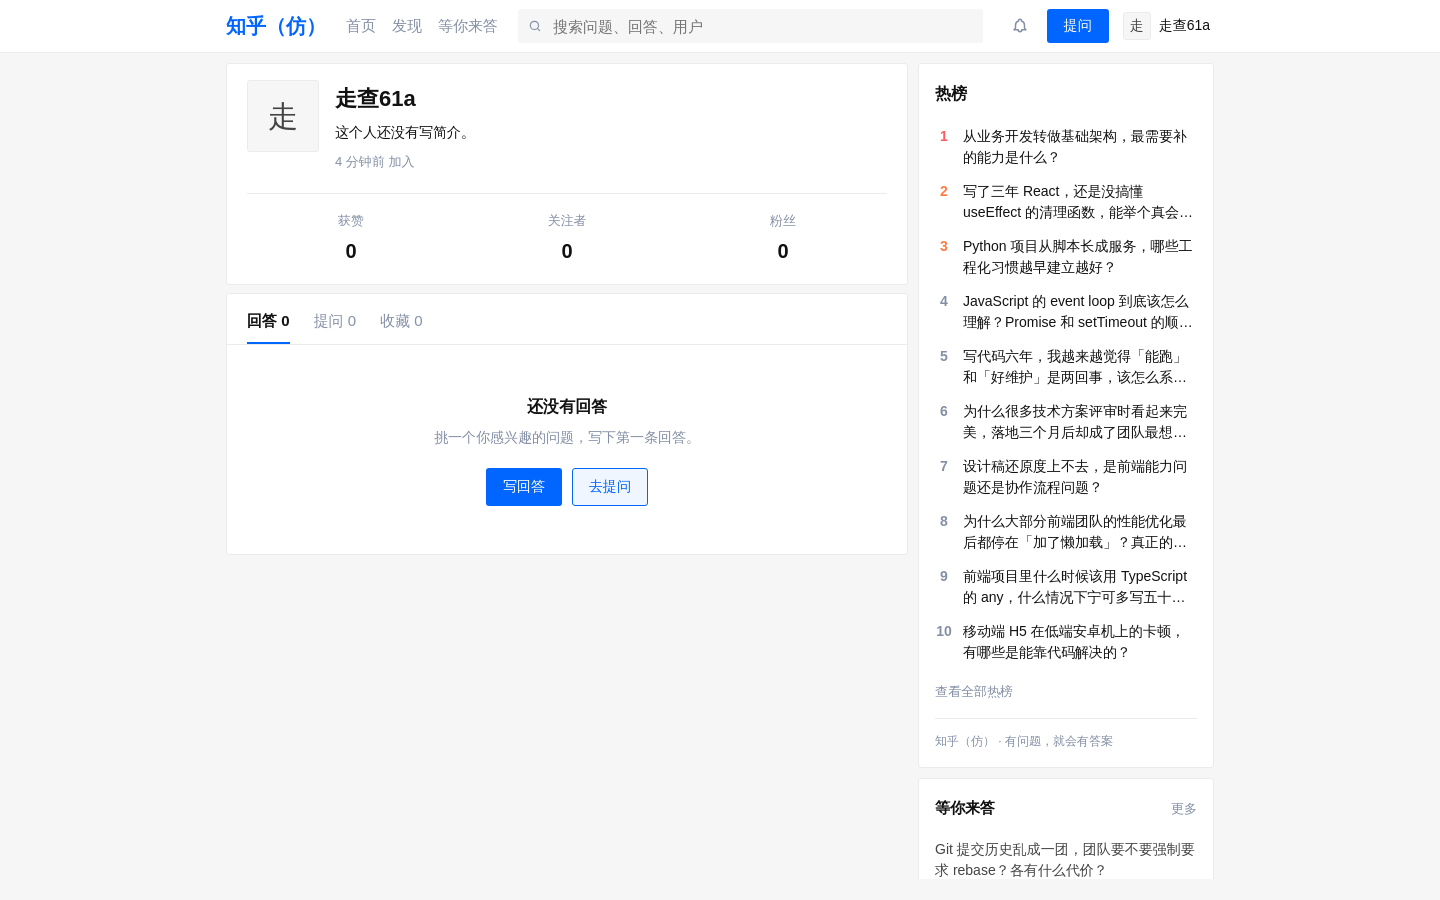 知乎（仿） 首页 发现 等你来答 搜索问题、回答、用户 提问 走 走查61a
走
走查61a
这个人还没有写简介。
4 分钟前 加入
获赞 关注者 粉丝
0 0 0
回答 0 提问 0 收藏 0
还没有回答
挑一个你感兴趣的问题，写下第一条回答。
写回答 去提问
热榜
1 从业务开发转做基础架构，最需要补
的能力是什么？
2 写了三年 React，还是没搞懂
useEffect 的清理函数，能举个真会…
3 Python 项目从脚本长成服务，哪些工
程化习惯越早建立越好？
4 JavaScript 的 event loop 到底该怎么
理解？Promise 和 setTimeout 的顺…
5 写代码六年，我越来越觉得「能跑」
和「好维护」是两回事，该怎么系…
6 为什么很多技术方案评审时看起来完
美，落地三个月后却成了团队最想…
7 设计稿还原度上不去，是前端能力问
题还是协作流程问题？
8 为什么大部分前端团队的性能优化最
后都停在「加了懒加载」？真正的…
9 前端项目里什么时候该用 TypeScript
的 any，什么情况下宁可多写五十…
10 移动端 H5 在低端安卓机上的卡顿，
有哪些是能靠代码解决的？
查看全部热榜
知乎（仿） · 有问题，就会有答案
等你来答 更多
Git 提交历史乱成一团，团队要不要强制要
求 rebase？各有什么代价？